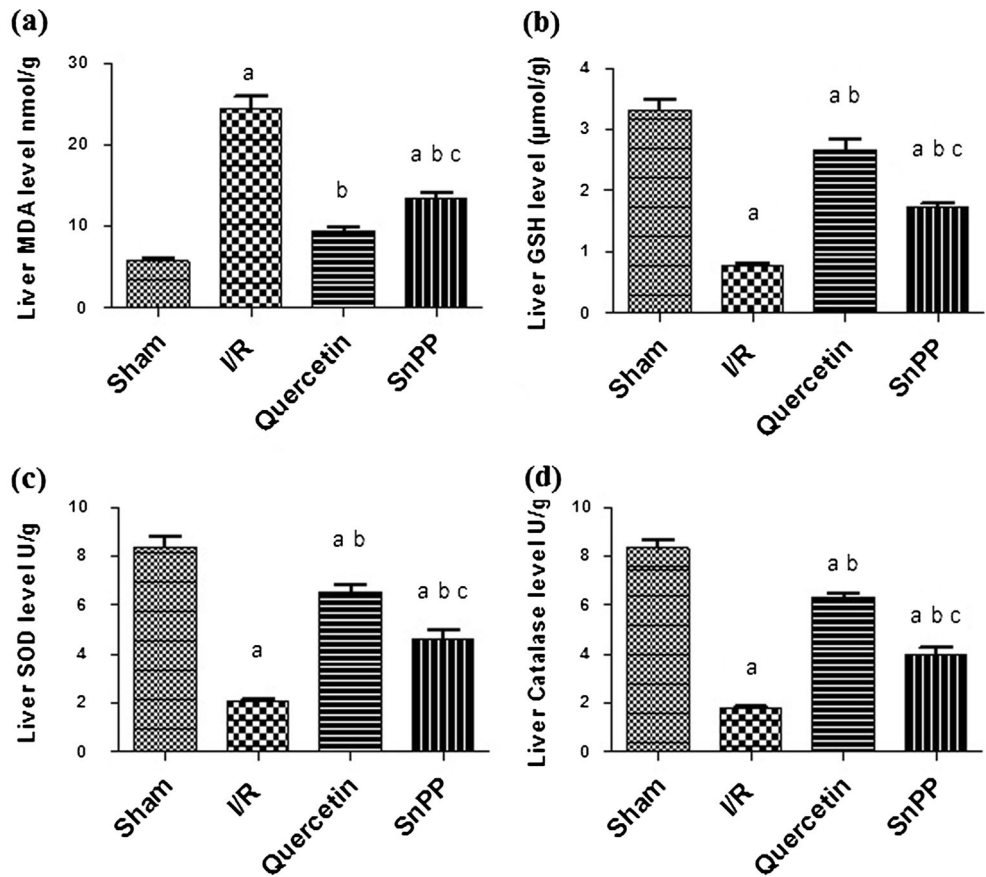 (a)
Liver MDA level nmol/g
30
20
10
0
a
b
a b c
Sham
I/R
Quercetin
SnPP
(b)
Liver GSH level (µmol/g)
4
3
2
1
0
a
a b
a b c
Sham
I/R
Quercetin
SnPP
(c)
Liver SOD level U/g
10
8
6
4
2
0
a
a b
a b c
Sham
I/R
Quercetin
SnPP
(d)
Liver Catalase level U/g
10
8
6
4
2
0
a
a b
a b c
Sham
I/R
Quercetin
SnPP